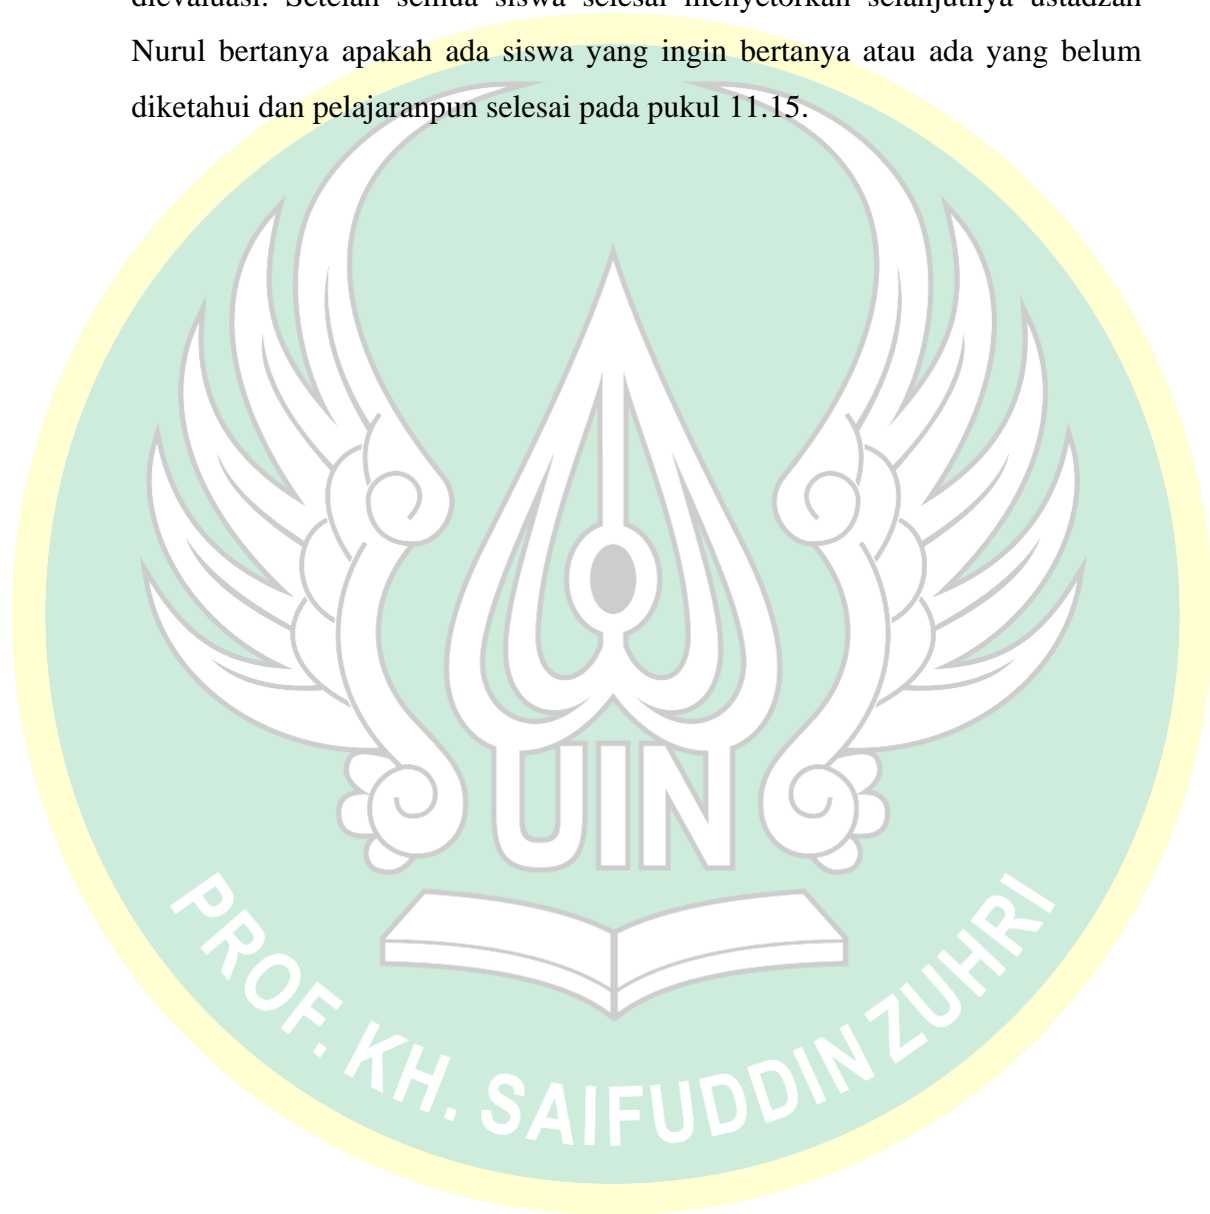 dievaluasi. Setelah semua siswa selesai menyetorkan selanjutnya ustadzah
Nurul bertanya apakah ada siswa yang ingin bertanya atau ada yang belum
diketahui dan pelajaranpun selesai pada pukul 11.15.
UIN
PROF. KH. SAIFUDDIN ZUHRI